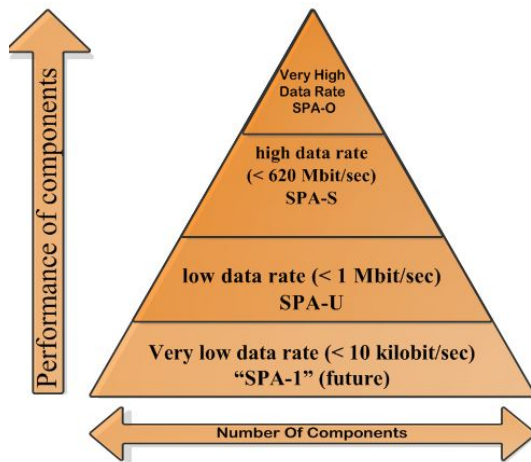 Performance of components
Very High
Data Rate
SPA-O
high data rate
(< 620 Mbit/sec)
SPA-S
low data rate (< 1 Mbit/sec)
SPA-U
Very low data rate (< 10 kilobit/sec)
“SPA-1” (future)
Number Of Components